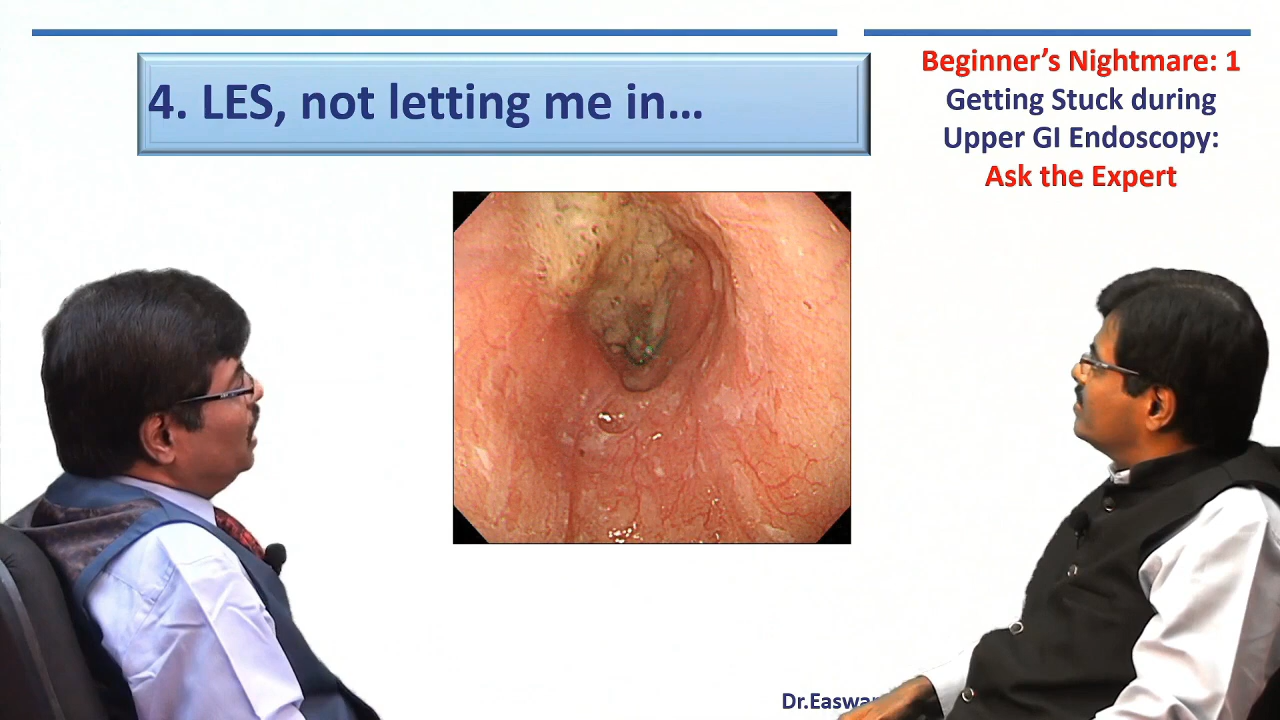 4. LES, not letting me in...
Beginner's Nightmare: 1
Getting Stuck during
Upper GI Endoscopy:
Ask the Expert